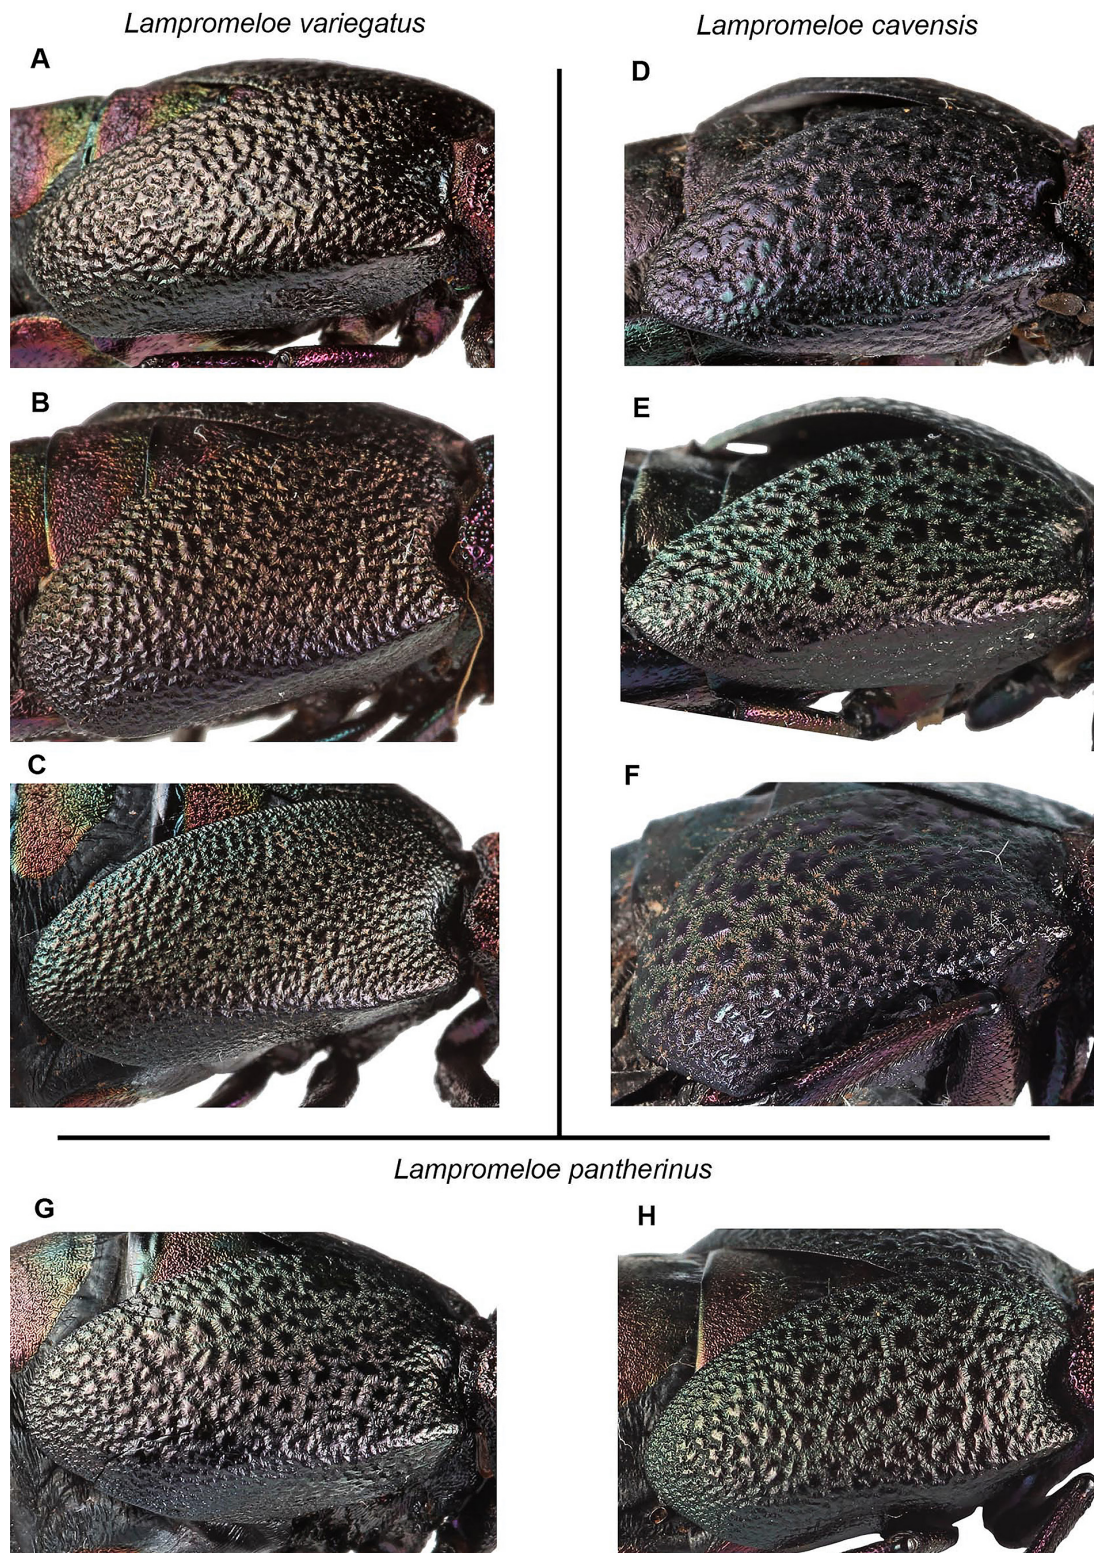 Lampromeloe variegatus
Lampromeloe cavensis
A
D
B
E
C
F
Lampromeloe pantherinus
G
H